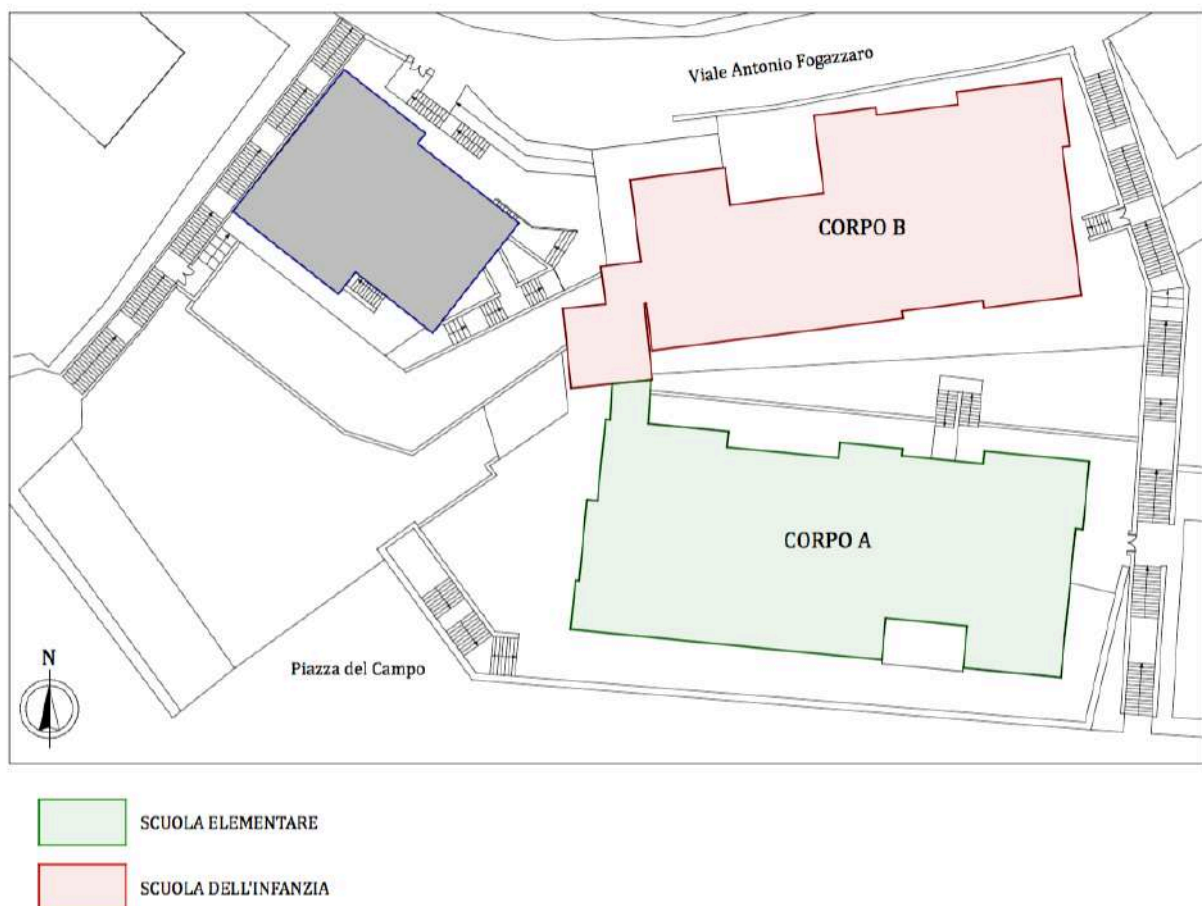 Viale Antonio Fogazzaro
CORPO B
CORPO A
Piazza del Campo
N
SCUOLA ELEMENTARE
SCUOLA DELL'INFANZIA